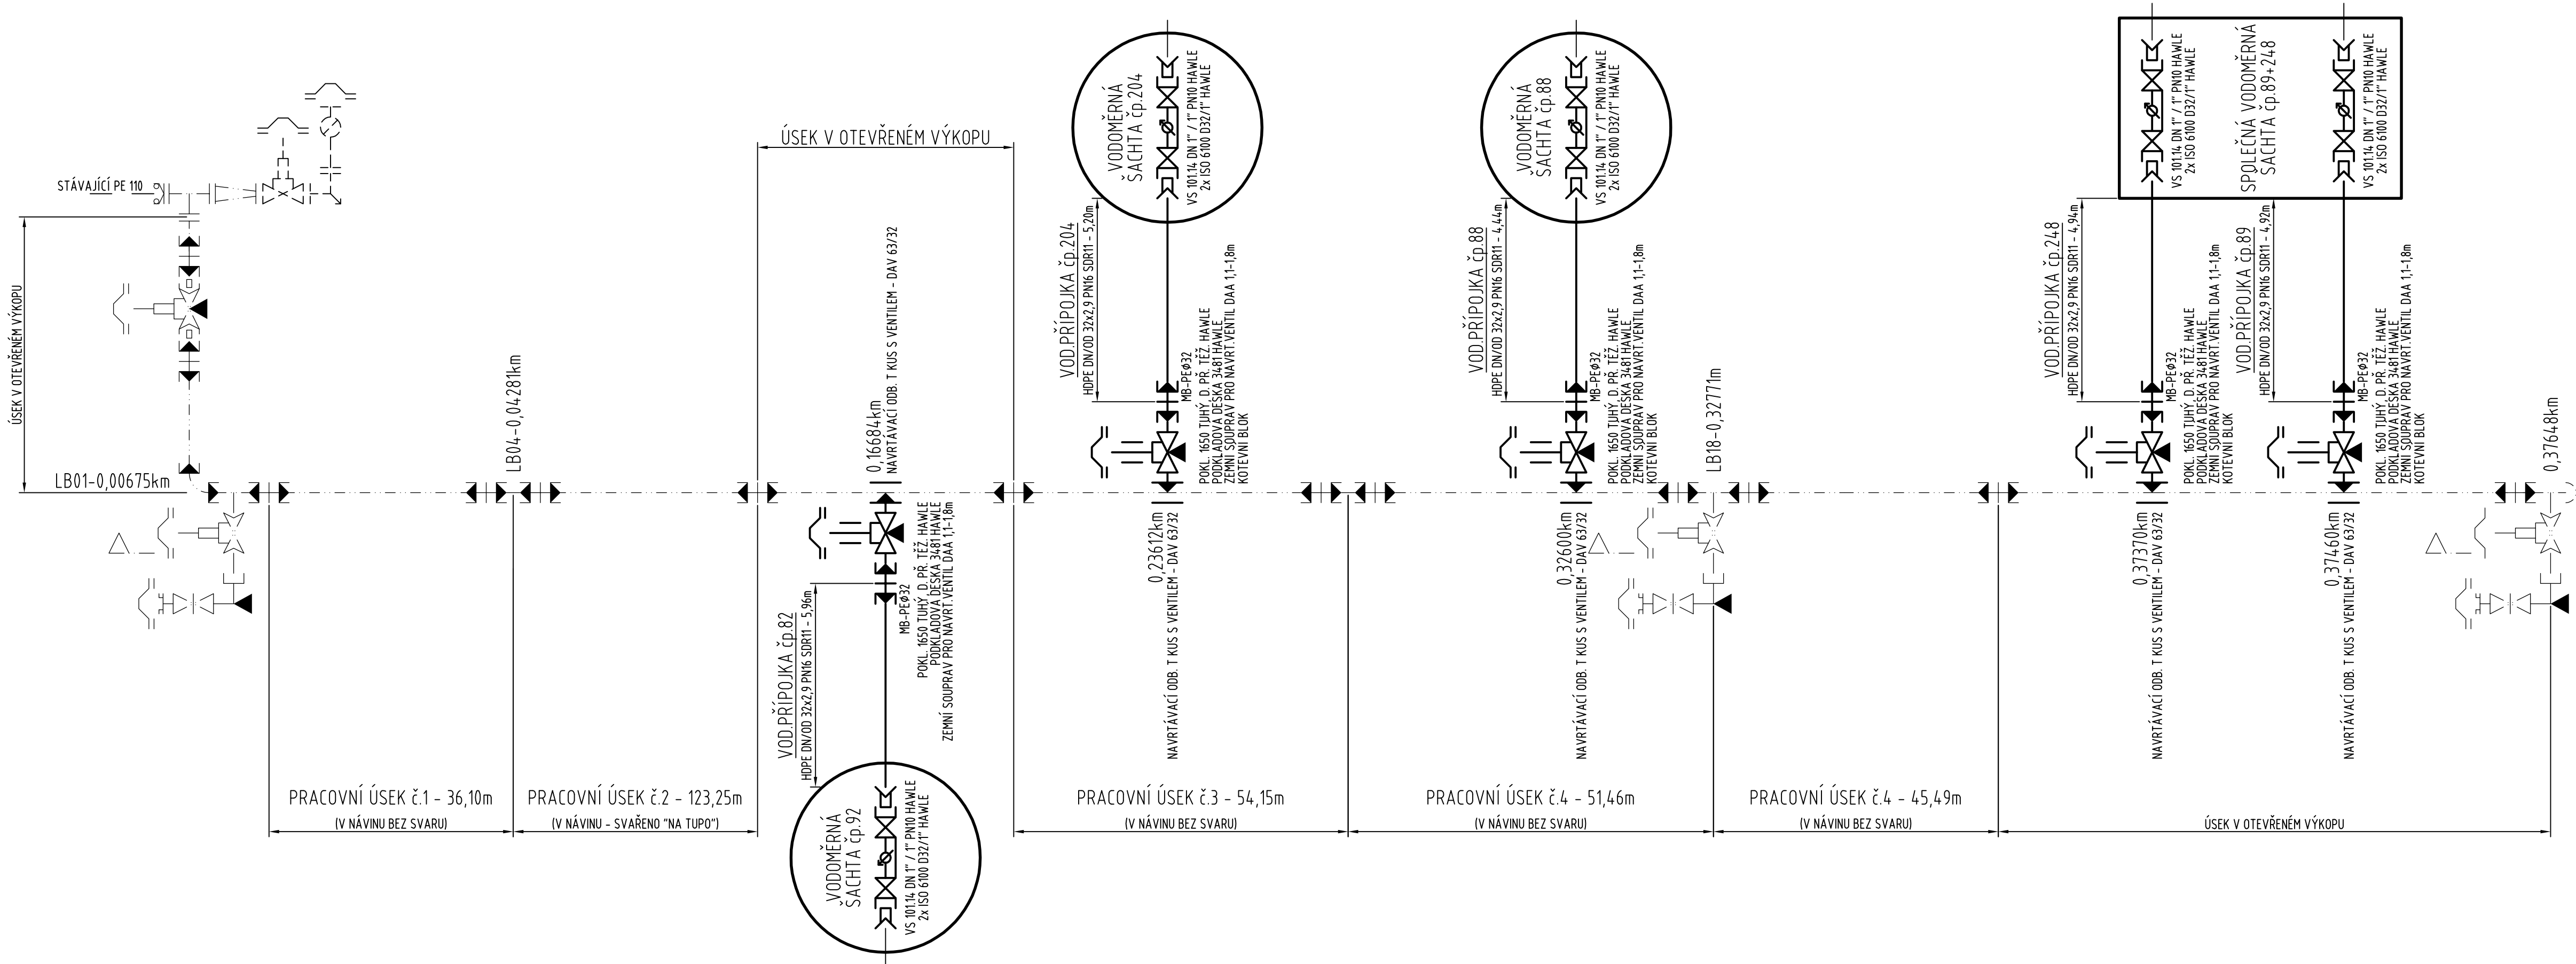 STÁVAJÍCÍ PE 110
ÚSEK V OTEVŘENÉM VÝKOPU
LB01-0,00675km
LB04-0,04281km
PRACOVNÍ ÚSEK č.1 - 36,10m
(V NÁVINU BEZ SVARU)
PRACOVNÍ ÚSEK č.2 - 123,25m
(V NÁVINU - SVAŘENO "NA TUPO")
ÚSEK V OTEVŘENÉM VÝKOPU
0,16684km
NAVRTÁVACÍ ODB. T KUS S VENTILEM - DAV 63/32
MB-PEø32
POKL. 1650 TUHÝ, D. PŘ. TĚŽ. HAWLE
PODKLADOVÁ DESKA 3481 HAWLE
ZEMNÍ SOUPRAV PRO NAVRT.VENTIL DAA 1,1-1,8m
VOD.PŘÍPOJKA čp.82
HDPE DN/OD 32x2,9 PN16 SDR11 - 5,96m
VODOMĚRNÁ
ŠACHTA čp.92
VS 101.14 DN 1" / 1" PN10 HAWLE
2x ISO 6100 D32/1" HAWLE
VODOMĚRNÁ
ŠACHTA čp.204
VS 101.14 DN 1" / 1" PN10 HAWLE
2x ISO 6100 D32/1" HAWLE
VOD.PŘÍPOJKA čp.204
HDPE DN/OD 32x2,9 PN16 SDR11 - 5,20m
MB-PEø32
POKL. 1650 TUHÝ, D. PŘ. TĚŽ. HAWLE
PODKLADOVÁ DESKA 3481 HAWLE
ZEMNÍ SOUPRAV PRO NAVRT.VENTIL DAA 1,1-1,8m
KOTEVNÍ BLOK
0,23612km
NAVRTÁVACÍ ODB. T KUS S VENTILEM - DAV 63/32
PRACOVNÍ ÚSEK č.3 - 54,15m
(V NÁVINU BEZ SVARU)
VODOMĚRNÁ
ŠACHTA čp.88
VS 101.14 DN 1" / 1" PN10 HAWLE
2x ISO 6100 D32/1" HAWLE
VOD.PŘÍPOJKA čp.88
HDPE DN/OD 32x2,9 PN16 SDR11 - 4,44m
MB-PEø32
POKL. 1650 TUHÝ, D. PŘ. TĚŽ. HAWLE
PODKLADOVÁ DESKA 3481 HAWLE
ZEMNÍ SOUPRAV PRO NAVRT.VENTIL DAA 1,1-1,8m
KOTEVNÍ BLOK
0,32600km
NAVRTÁVACÍ ODB. T KUS S VENTILEM - DAV 63/32
PRACOVNÍ ÚSEK č.4 - 51,46m
(V NÁVINU BEZ SVARU)
LB18-0,32771m
PRACOVNÍ ÚSEK č.4 - 45,49m
(V NÁVINU BEZ SVARU)
VS 101.14 DN 1" / 1" PN10 HAWLE
2x ISO 6100 D32/1" HAWLE
SPOLEČNÁ VODOMĚRNÁ
ŠACHTA čp.89+248
VS 101.14 DN 1" / 1" PN10 HAWLE
2x ISO 6100 D32/1" HAWLE
VOD.PŘÍPOJKA čp.248
HDPE DN/OD 32x2,9 PN16 SDR11 - 4,94m
MB-PEø32
POKL. 1650 TUHÝ, D. PŘ. TĚŽ. HAWLE
PODKLADOVÁ DESKA 3481 HAWLE
ZEMNÍ SOUPRAV PRO NAVRT.VENTIL DAA 1,1-1,8m
KOTEVNÍ BLOK
0,37370km
NAVRTÁVACÍ ODB. T KUS S VENTILEM - DAV 63/32
VOD.PŘÍPOJKA čp.89
HDPE DN/OD 32x2,9 PN16 SDR11 - 4,92m
MB-PEø32
POKL. 1650 TUHÝ, D. PŘ. TĚŽ. HAWLE
PODKLADOVÁ DESKA 3481 HAWLE
ZEMNÍ SOUPRAV PRO NAVRT.VENTIL DAA 1,1-1,8m
KOTEVNÍ BLOK
0,37460km
NAVRTÁVACÍ ODB. T KUS S VENTILEM - DAV 63/32
0,37648km
ÚSEK V OTEVŘENÉM VÝKOPU